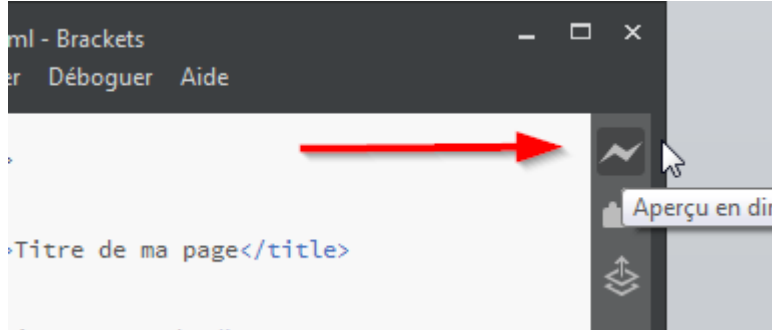 ml - Brackets
er Déboguer Aide
>
Aperçu en dir
>Titre de ma page</title>